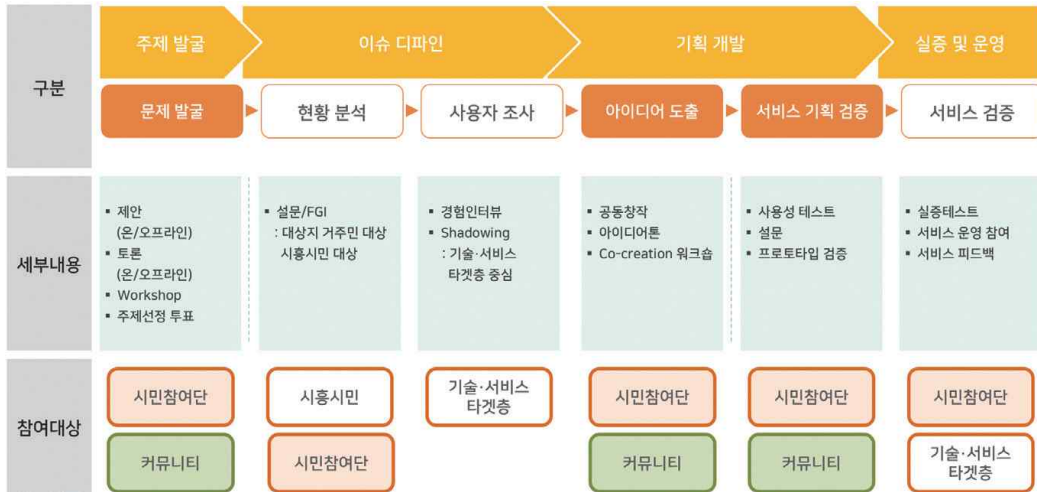 구분
주제 발굴
이슈 디파인
기획 개발
실증 및 운영
문제 발굴
현황 분석
사용자 조사
아이디어 도출
서비스 기획 검증
서비스 검증
세부내용
▪ 제안
(온/오프라인)
▪ 토론
(온/오프라인)
▪ Workshop
▪ 주제선정 투표
▪ 설문/FGI
: 대상지 거주민 대상
시흥시민 대상
▪ 경험인터뷰
▪ Shadowing
: 기술·서비스
타겟층 중심
▪ 공동창작
▪ 아이디어톤
▪ Co-creation 워크숍
▪ 사용성 테스트
▪ 설문
▪ 프로토타입 검증
▪ 실증테스트
▪ 서비스 운영 참여
▪ 서비스 피드백
참여대상
시민참여단
커뮤니티
시흥시민
시민참여단
기술·서비스
타겟층
시민참여단
커뮤니티
시민참여단
커뮤니티
시민참여단
기술·서비스
타겟층